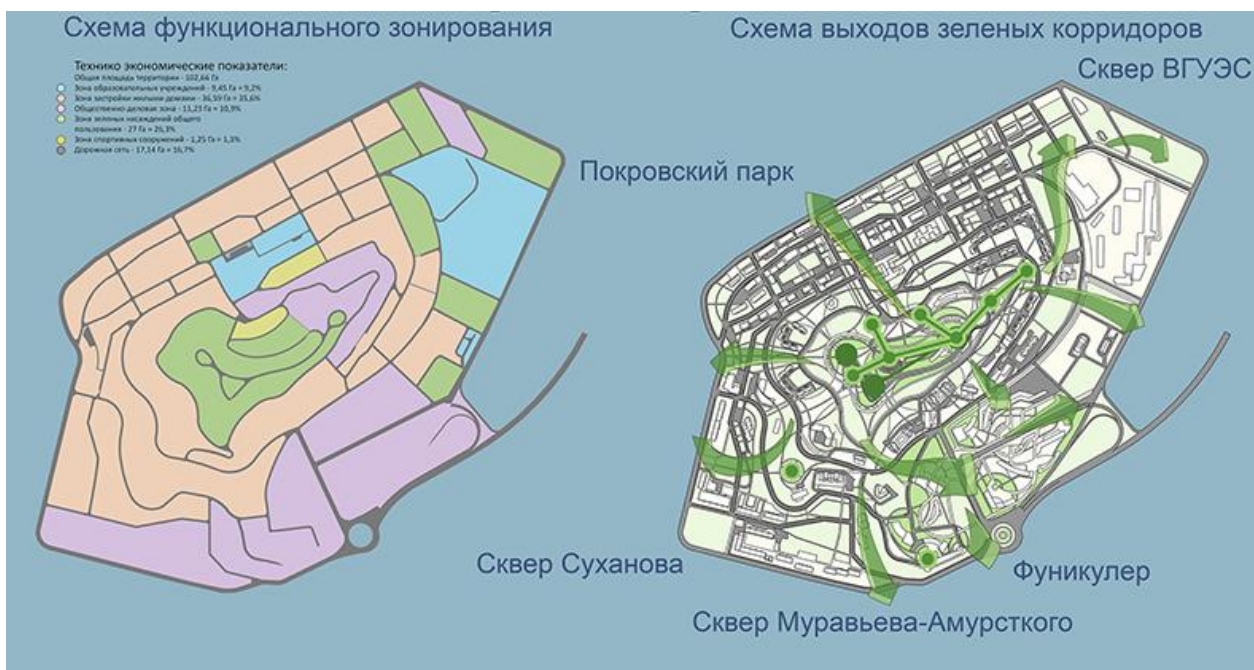 Схема функционального зонирования
Схема выходов зеленых корридоров
Технико экономические показатели:
Общая площадь территории - 102,66 Га
Зона образовательных учреждений - 9,45 Га = 9,2%
Зона застройки жилыми домами - 36,59 Га = 35,6%
Общественно-деловая зона - 11,23 Га = 10,9%
Зона зеленых насаждений общего
пользования - 27 Га = 26,3%
Зона спортивных сооружений - 1,25 Га = 1,3%
Дорожная сеть - 17,14 Га = 16,7%
Сквер ВГУЭС
Покровский парк
Сквер Суханова
Фуникулер
Сквер Муравьева-Амурсткого